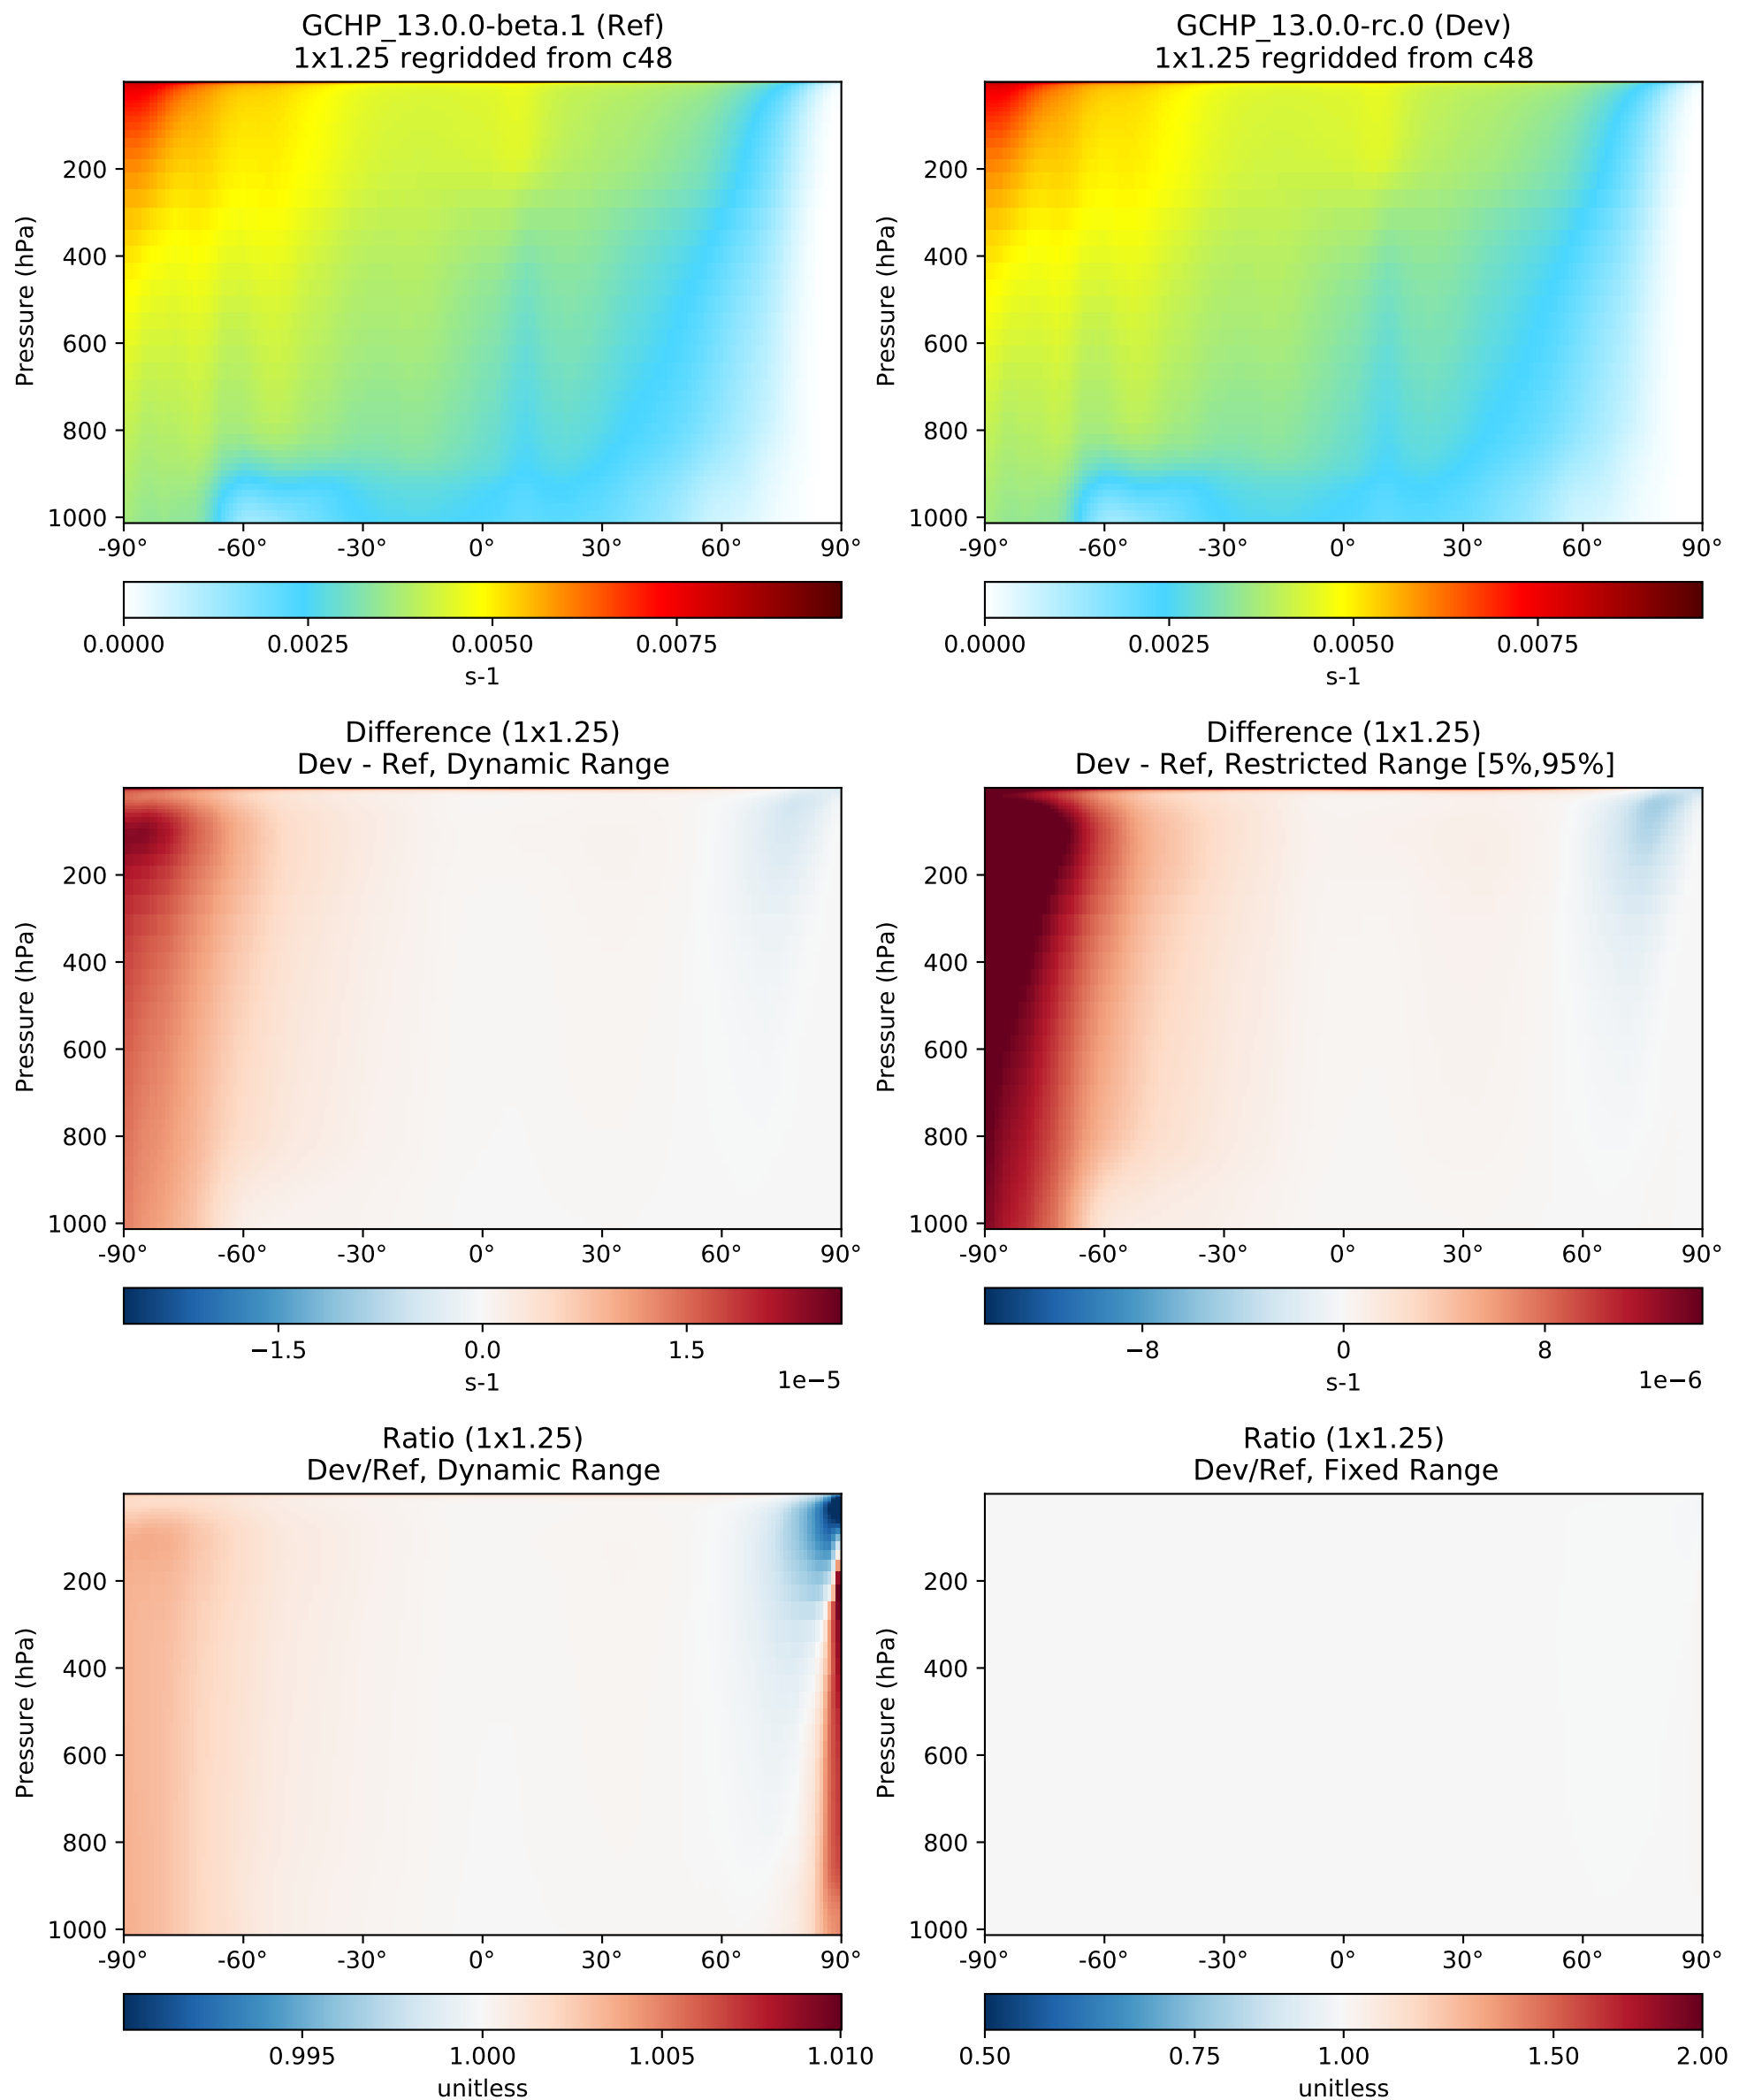 GCHP_13.0.0-beta.1 (Ref)
1x1.25 regridded from c48
Pressure (hPa)
200
400
600
800
1000
-90° -60° -30° 0° 30° 60° 90°
0.0000 0.0025 0.0050 0.0075
s-1
GCHP_13.0.0-rc.0 (Dev)
1x1.25 regridded from c48
Pressure (hPa)
200
400
600
800
1000
-90° -60° -30° 0° 30° 60° 90°
0.0000 0.0025 0.0050 0.0075
s-1
Difference (1x1.25)
Dev - Ref, Dynamic Range
Pressure (hPa)
200
400
600
800
1000
-90° -60° -30° 0° 30° 60° 90°
−1.5 0.0 1.5
s-1 1e−5
Difference (1x1.25)
Dev - Ref, Restricted Range [5%,95%]
Pressure (hPa)
200
400
600
800
1000
-90° -60° -30° 0° 30° 60° 90°
−8 0 8
s-1 1e−6
Ratio (1x1.25)
Dev/Ref, Dynamic Range
Pressure (hPa)
200
400
600
800
1000
-90° -60° -30° 0° 30° 60° 90°
0.995 1.000 1.005 1.010
unitless
Ratio (1x1.25)
Dev/Ref, Fixed Range
Pressure (hPa)
200
400
600
800
1000
-90° -60° -30° 0° 30° 60° 90°
0.50 0.75 1.00 1.50 2.00
unitless